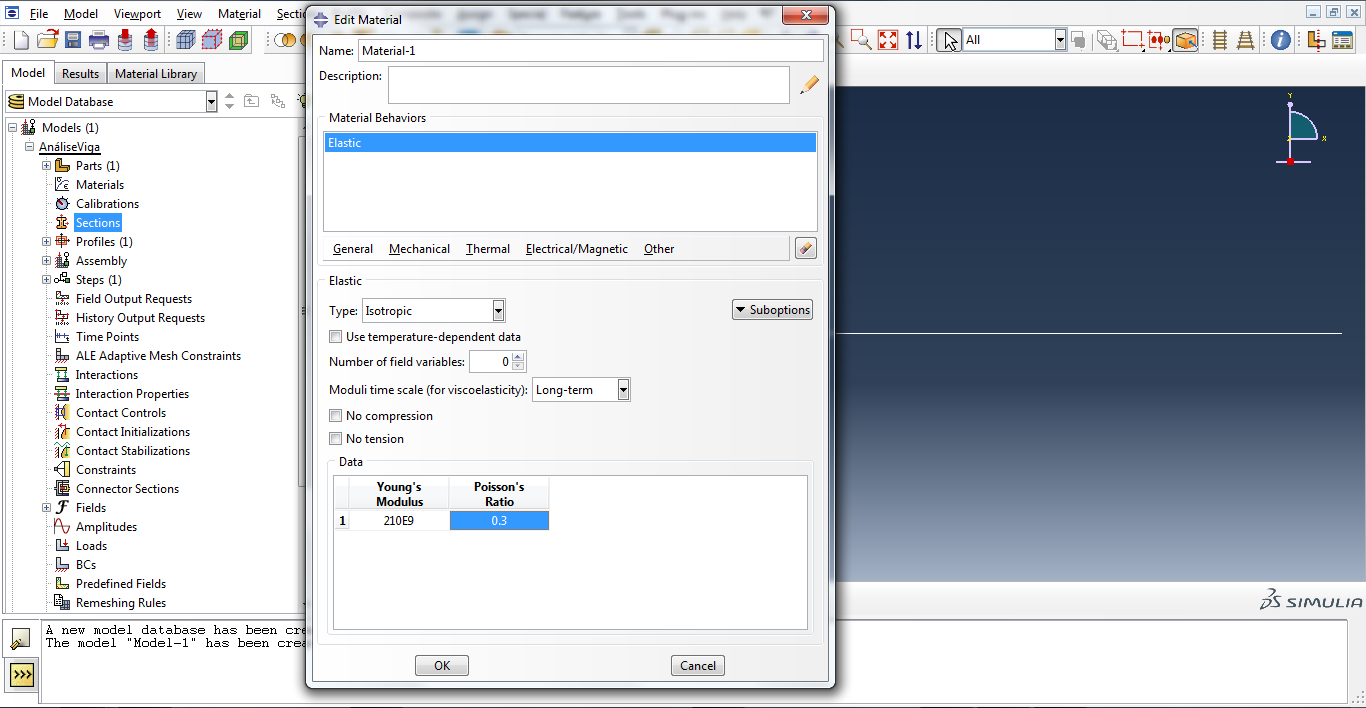 File Model Viewport View Material Secti
Edit Material
Name: Material-1
Description:
All
Model Results Material Library
Model Database
Models (1)
AnáliseViga
Parts (1)
Materials
Calibrations
Sections
Profiles (1)
Assembly
Steps (1)
Field Output Requests
History Output Requests
Time Points
ALE Adaptive Mesh Constraints
Interactions
Interaction Properties
Contact Controls
Contact Initializations
Contact Stabilizations
Constraints
Connector Sections
Fields
Amplitudes
Loads
BCs
Predefined Fields
Remeshing Rules
Material Behaviors
Elastic
General Mechanical Thermal Electrical/Magnetic Other
Elastic
Type: Isotropic
Suboptions
Use temperature-dependent data
Number of field variables: 0
Moduli time scale (for viscoelasticity): Long-term
No compression
No tension
Data
Young's Modulus
Poisson's Ratio
1 210E9 0.3
OK Cancel
Y
X
SIMULIA
A new model database has been cre
The model "Model-1" has been crea
>>>